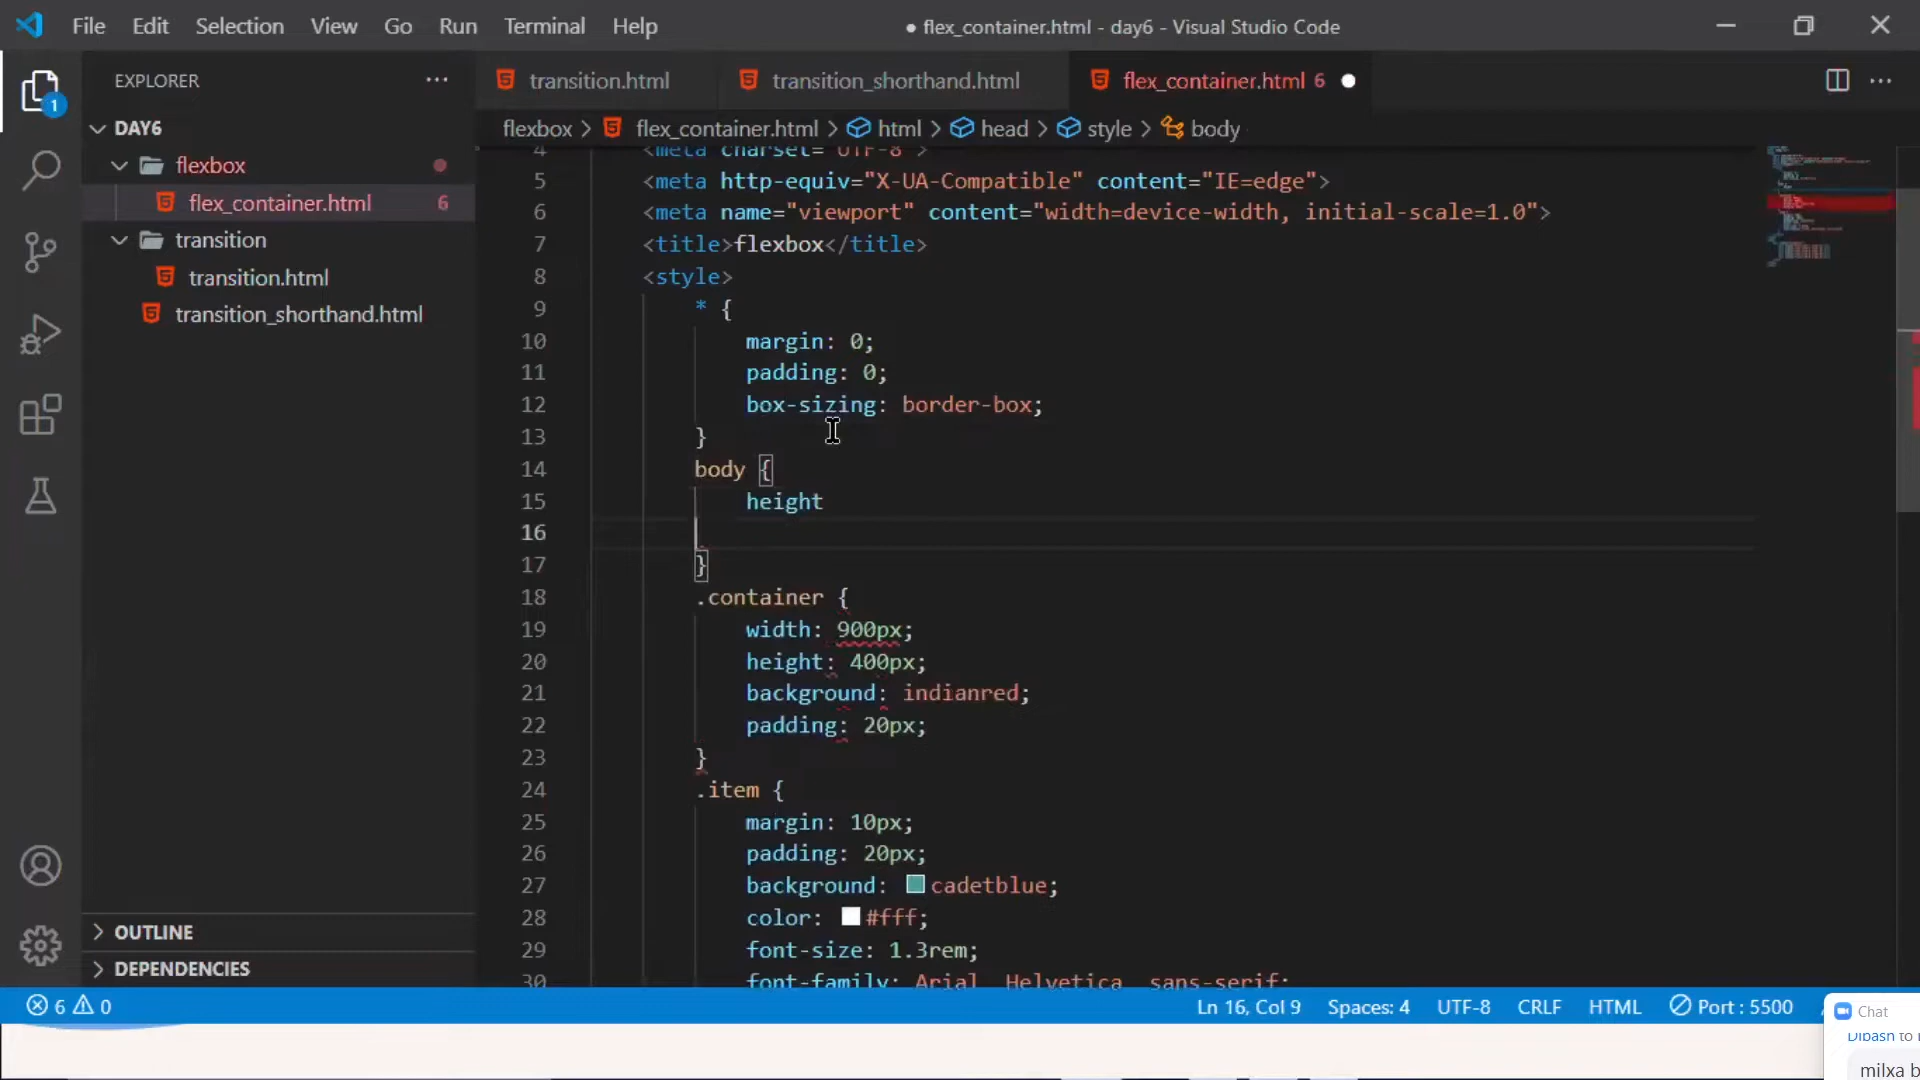 File Edit Selection View Go Run Terminal Help
● flex_container.html - day6 - Visual Studio Code
EXPLORER
DAY6
flexbox
flex_container.html 6
transition
transition.html
transition_shorthand.html
OUTLINE
DEPENDENCIES
1
transition.html transition_shorthand.html flex_container.html 6
flexbox > flex_container.html > html > head > style > body
4 <meta charset="UTF-8">
5 <meta http-equiv="X-UA-Compatible" content="IE=edge">
6 <meta name="viewport" content="width=device-width, initial-scale=1.0">
7 <title>flexbox</title>
8 <style>
9 * {
10 margin: 0;
11 padding: 0;
12 box-sizing: border-box;
13 }
14 body {
15 height
16
17 }
18 .container {
19 width: 900px;
20 height: 400px;
21 background: indianred;
22 padding: 20px;
23 }
24 .item {
25 margin: 10px;
26 padding: 20px;
27 background: cadetblue;
28 color: #fff;
29 font-size: 1.3rem;
30 font-family: Arial, Helvetica, sans-serif;
6 0
Ln 16, Col 9 Spaces: 4 UTF-8 CRLF HTML Port : 5500
Chat
Dibash to
milxa b